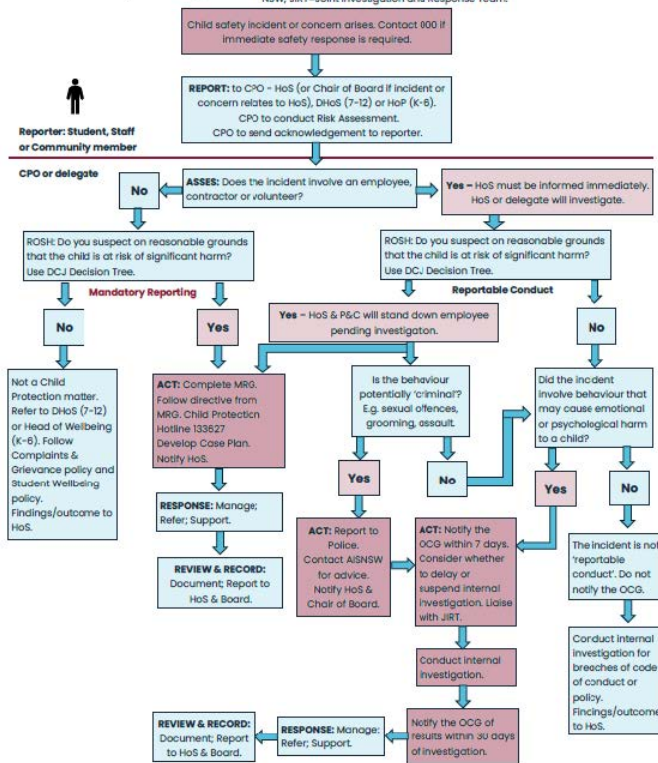 NSW; JIRT-Joint Investigation and Response Team.
Child safety incident or concern arises. Contact 000 if
immediate safety response is required.
REPORT: to CPO - HoS (or Chair of Board if incident or
concern relates to HoS), DHoS (7-12) or HoP (K-6).
CPO to conduct Risk Assessment.
CPO to send acknowledgement to reporter.
Reporter: Student, Staff
or Community member
CPO or delegate
No
ASSES: Does the incident involve an employee,
contractor or volunteer?
Yes – HoS must be informed immediately.
HoS or delegate will investigate.
ROSH: Do you suspect on reasonable grounds
that the child is at risk of significant harm?
Use DCJ Decision Tree.
ROSH: Do you suspect on reasonable grounds
that the child is at risk of significant harm?
Use DCJ Decision Tree.
Mandatory Reporting
Reportable Conduct
No
Yes
Yes – HoS & P&C will stand down employee
pending investigaton.
No
Not a Child
Protection matter.
Refer to DHoS (7-12)
or Head of Wellbeing
(K-6). Follow
Complaints &
Grievance policy and
Student Wellbeing
policy.
Findings/outcome to
HoS.
ACT: Complete MRG.
Follow directive from
MRG. Child Protection
Hotline 133627
Develop Case Plan.
Notify HoS.
Is the behaviour
potentially 'criminal'?
E.g. sexual offences,
grooming, assault.
Did the incident
involve behaviour that
may cause emotional
or psychological harm
to a child?
Yes
No
Yes
No
RESPONSE: Manage;
Refer; Support.
REVIEW & RECORD:
Document; Report to
HoS & Board.
ACT: Report to
Police.
Contact AISNSW
for advice.
Notify HoS &
Chair of Board.
ACT: Notify the
OCG within 7 days.
Consider whether
to delay or
suspend internal
investigation. Liaise
with JIRT.
The incident is not
'reportable
conduct'. Do not
notify the OCG.
Conduct internal
investigation.
Conduct internal
investigation for
breaches of code
of conduct or
policy.
Fincings/outcome
to HoS.
Notify the OCG of
results within 30 days
of investigation.
RESPONSE: Manage:
Refer; Support.
REVIEW & RECORD:
Document; Report
to HoS & Board.